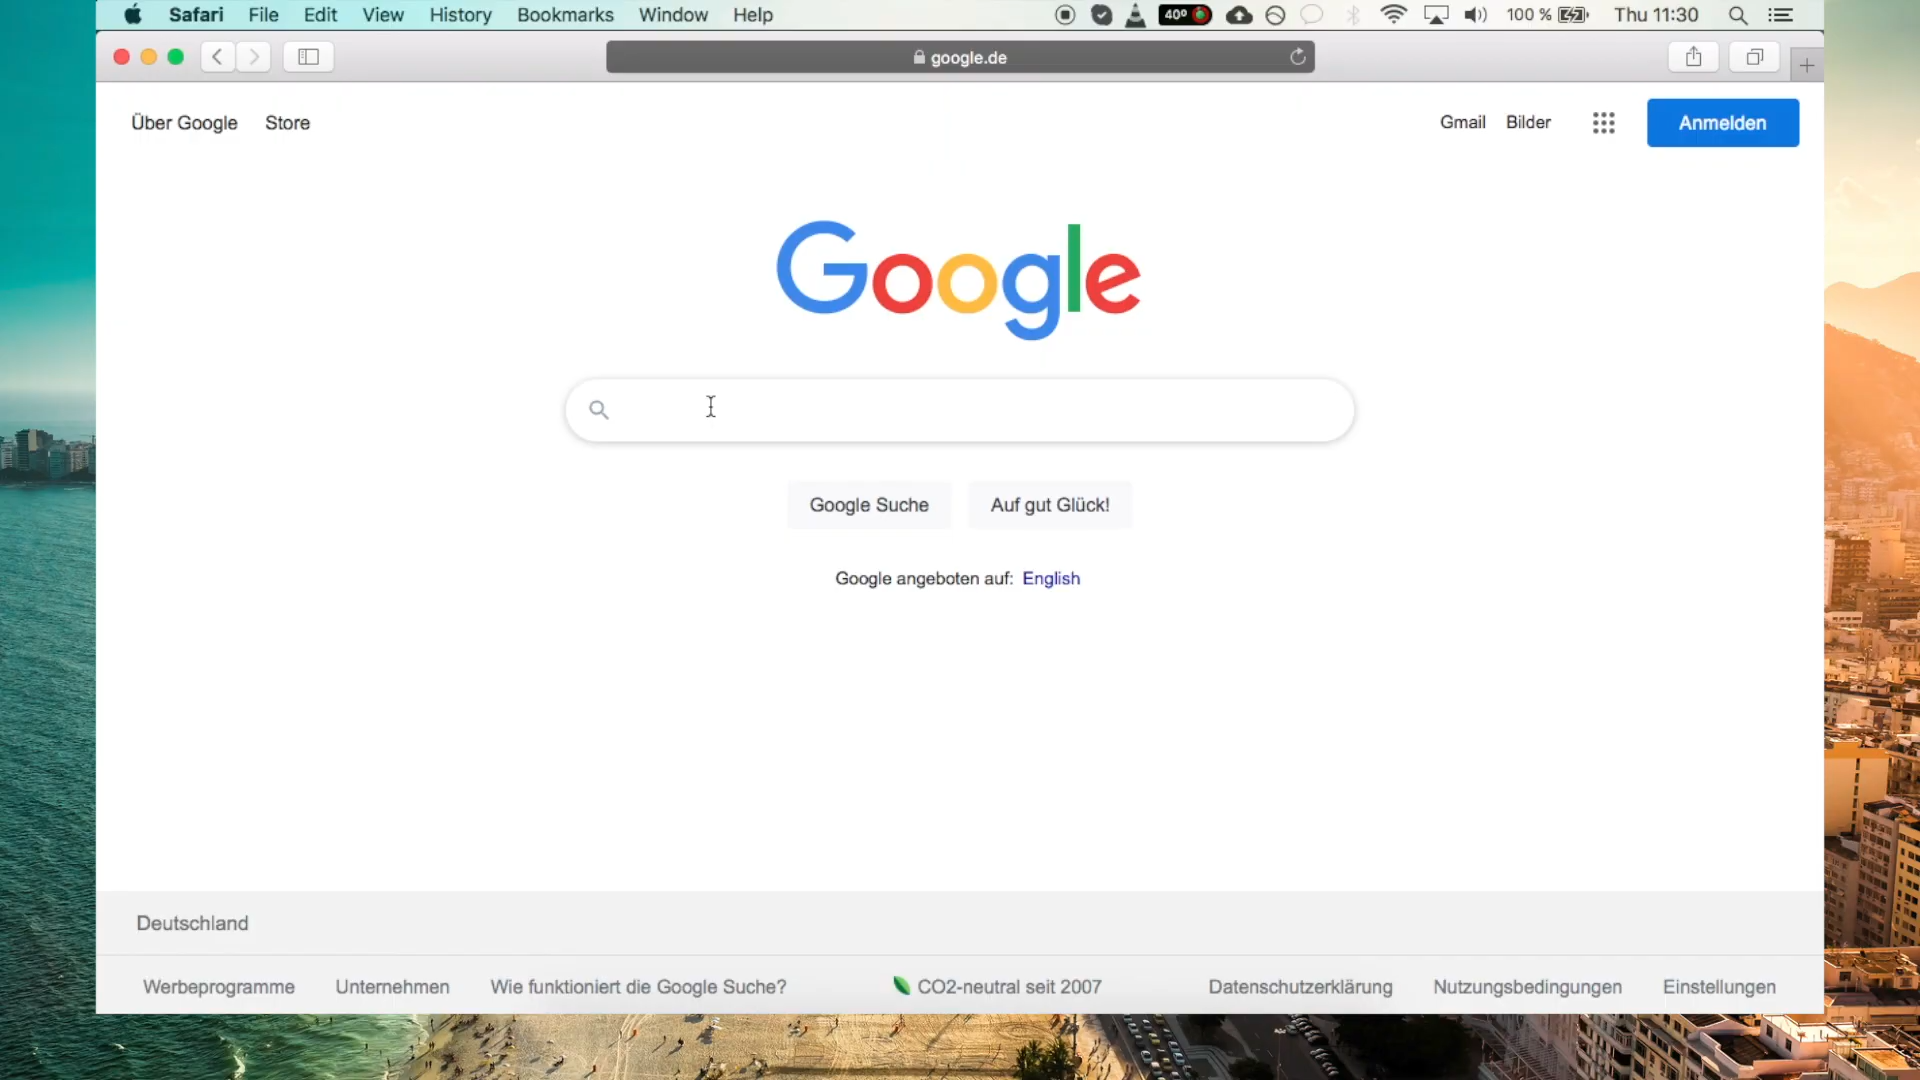 Safari File Edit View History Bookmarks Window Help 40° 100 % Thu 11:30
google.de
Über Google Store Gmail Bilder Anmelden
Google
Google Suche Auf gut Glück!
Google angeboten auf: English
Deutschland
Werbeprogramme Unternehmen Wie funktioniert die Google Suche? CO2-neutral seit 2007 Datenschutzerklärung Nutzungsbedingungen Einstellungen